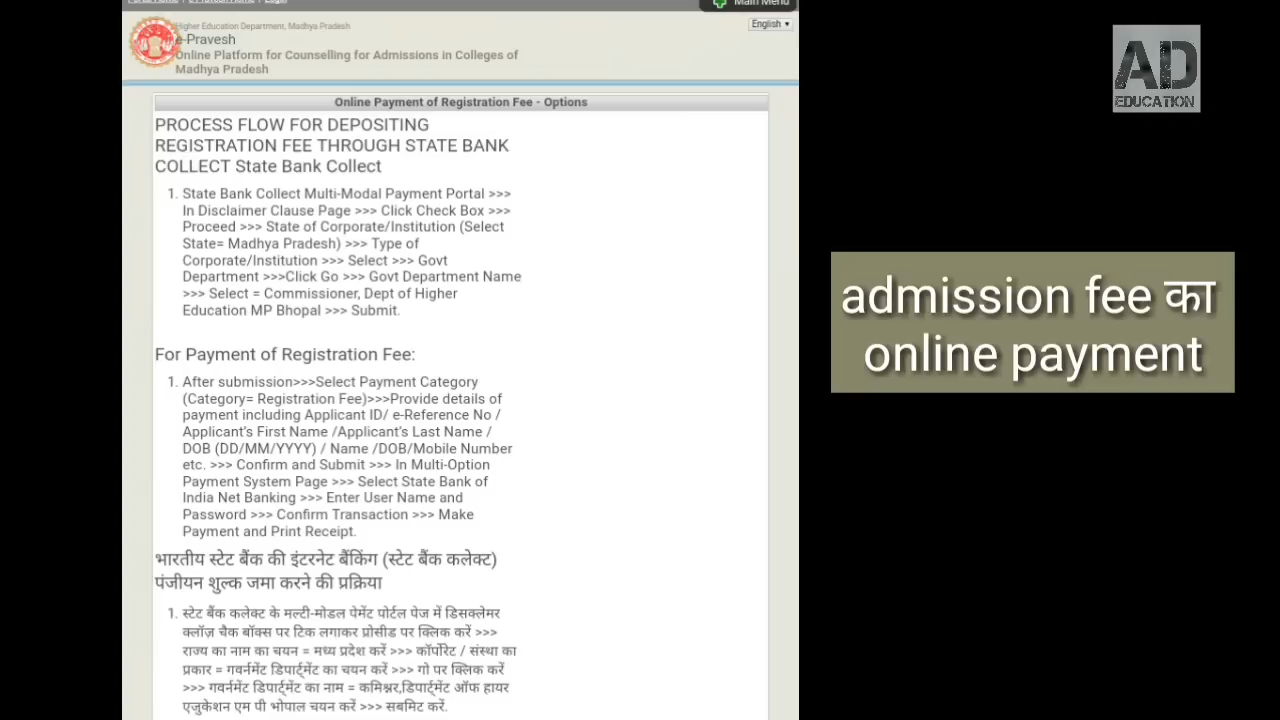 Portal Home | e-Pravesh Home | Login
Main Menu
Higher Education Department, Madhya Pradesh
English ▾
e-Pravesh
Online Platform for Counselling for Admissions in Colleges of
Madhya Pradesh
AD
EDUCATION
Online Payment of Registration Fee - Options
PROCESS FLOW FOR DEPOSITING
REGISTRATION FEE THROUGH STATE BANK
COLLECT State Bank Collect
1. State Bank Collect Multi-Modal Payment Portal >>>
In Disclaimer Clause Page >>> Click Check Box >>>
Proceed >>> State of Corporate/Institution (Select
State= Madhya Pradesh) >>> Type of
Corporate/Institution >>> Select >>> Govt
Department >>>Click Go >>> Govt Department Name
>>> Select = Commissioner, Dept of Higher
Education MP Bhopal >>> Submit.
For Payment of Registration Fee:
1. After submission>>>Select Payment Category
(Category= Registration Fee)>>>Provide details of
payment including Applicant ID/ e-Reference No /
Applicant's First Name /Applicant's Last Name /
DOB (DD/MM/YYYY) / Name /DOB/Mobile Number
etc. >>> Confirm and Submit >>> In Multi-Option
Payment System Page >>> Select State Bank of
India Net Banking >>> Enter User Name and
Password >>> Confirm Transaction >>> Make
Payment and Print Receipt.
भारतीय स्टेट बैंक की इंटरनेट बैंकिंग (स्टेट बैंक कलेक्ट)
पंजीयन शुल्क जमा करने की प्रक्रिया
1. स्टेट बैंक कलेक्ट के मल्टी-मोडल पेमेंट पोर्टल पेज में डिसक्लेमर
क्लॉज़ चैक बॉक्स पर टिक लगाकर प्रोसीड पर क्लिक करें >>>
राज्य का नाम का चयन = मध्य प्रदेश करें >>> कॉर्पोरेट / संस्था का
प्रकार = गवर्नमेंट डिपार्ट्मेंट का चयन करें >>> गो पर क्लिक करें
>>> गवर्नमेंट डिपार्ट्मेंट का नाम = कमिश्नर,डिपार्ट्मेंट ऑफ हायर
एजुकेशन एम पी भोपाल चयन करें >>> सबमिट करें.
admission fee का
online payment